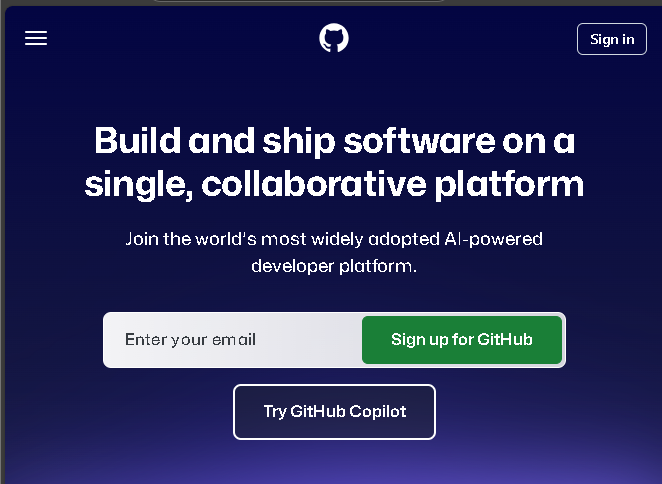 Sign in
Build and ship software on a
single, collaborative platform
Join the world's most widely adopted AI-powered
developer platform.
Enter your email
Sign up for GitHub
Try GitHub Copilot